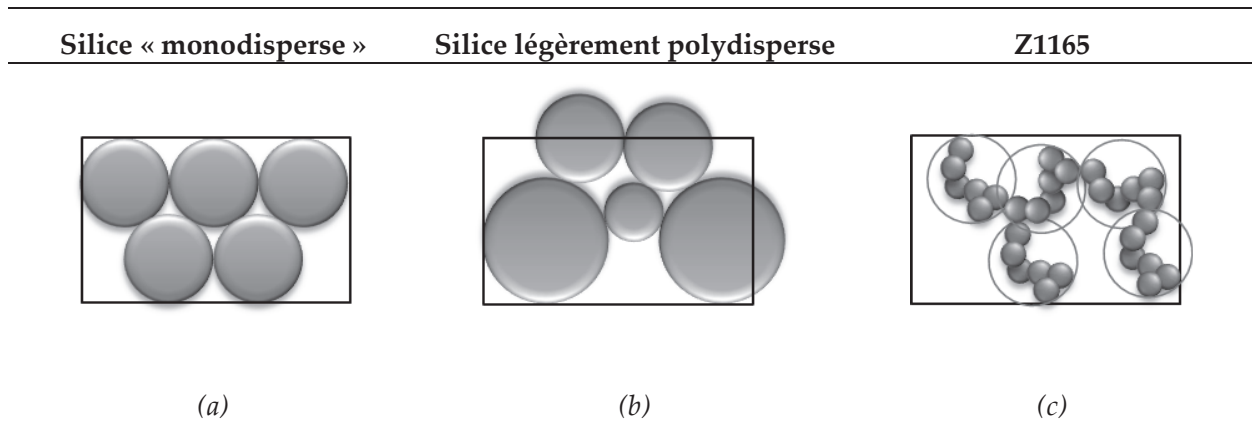 Silice « monodisperse » Silice légèrement polydisperse Z1165
(a) (b) (c)